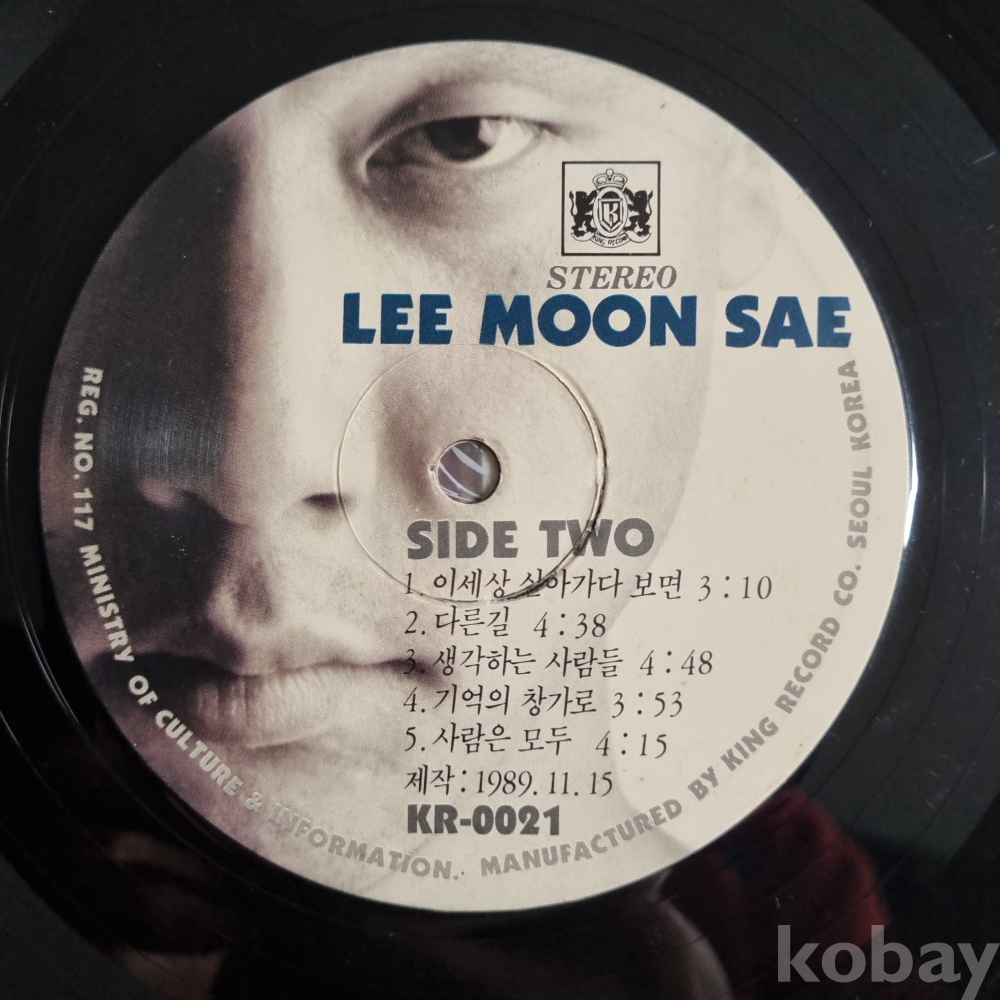 KING RECORD
STEREO
LEE MOON SAE
SIDE TWO
1. 이세상 살아가다 보면 3:10
2. 다른길 4:38
3. 생각하는 사람들 4:48
4. 기억의 창가로 3:53
5. 사람은 모두 4:15
제작: 1989. 11. 15
KR-0021
REG. NO. 117 MINISTRY OF CULTURE & INFORMATION. MANUFACTURED BY KING RECORD CO. SEOUL KOREA
kobay